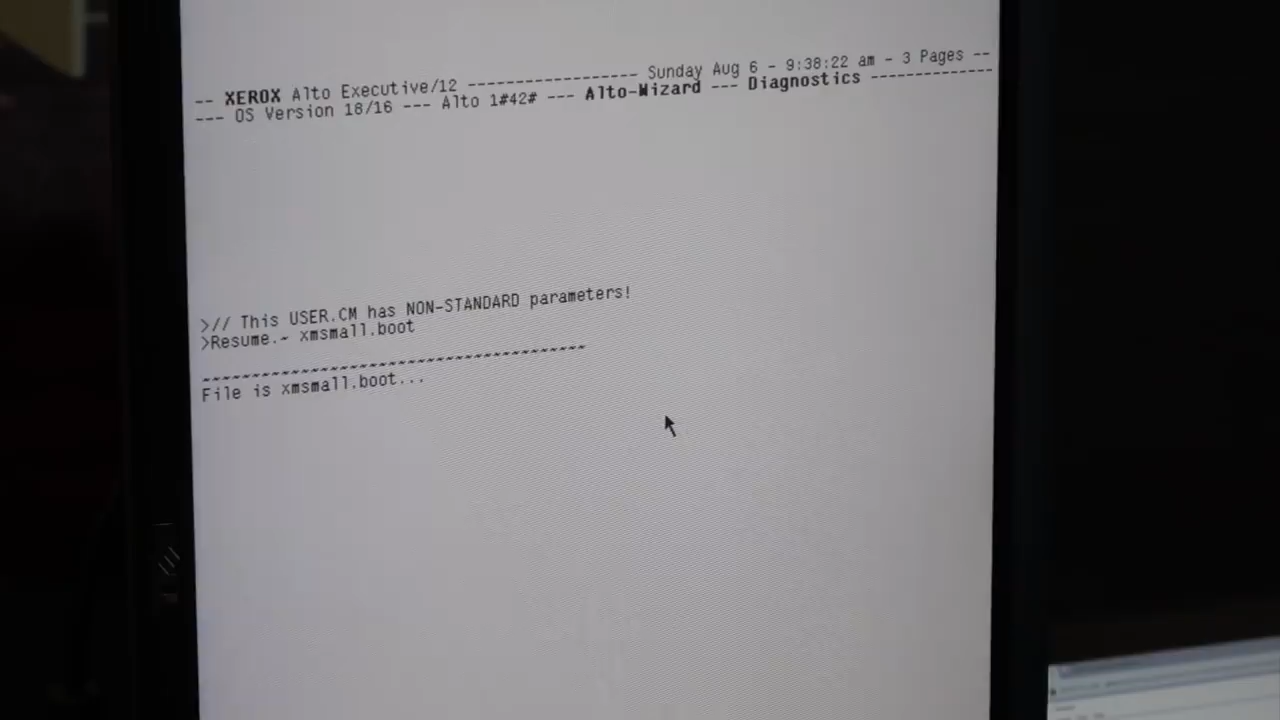 -- XEROX Alto Executive/12 ----------------- Sunday Aug 6 - 9:38:22 am - 3 Pages --
--- OS Version 18/16 --- Alto 1#42# --- Alto-Wizard --- Diagnostics -------------
>// This USER.CM has NON-STANDARD parameters!
>Resume.~ xmsmall.boot
~~~~~~~~~~~~~~~~~~~~~~~~~~~~~~~~~~~~~~~~~
File is xmsmall.boot...